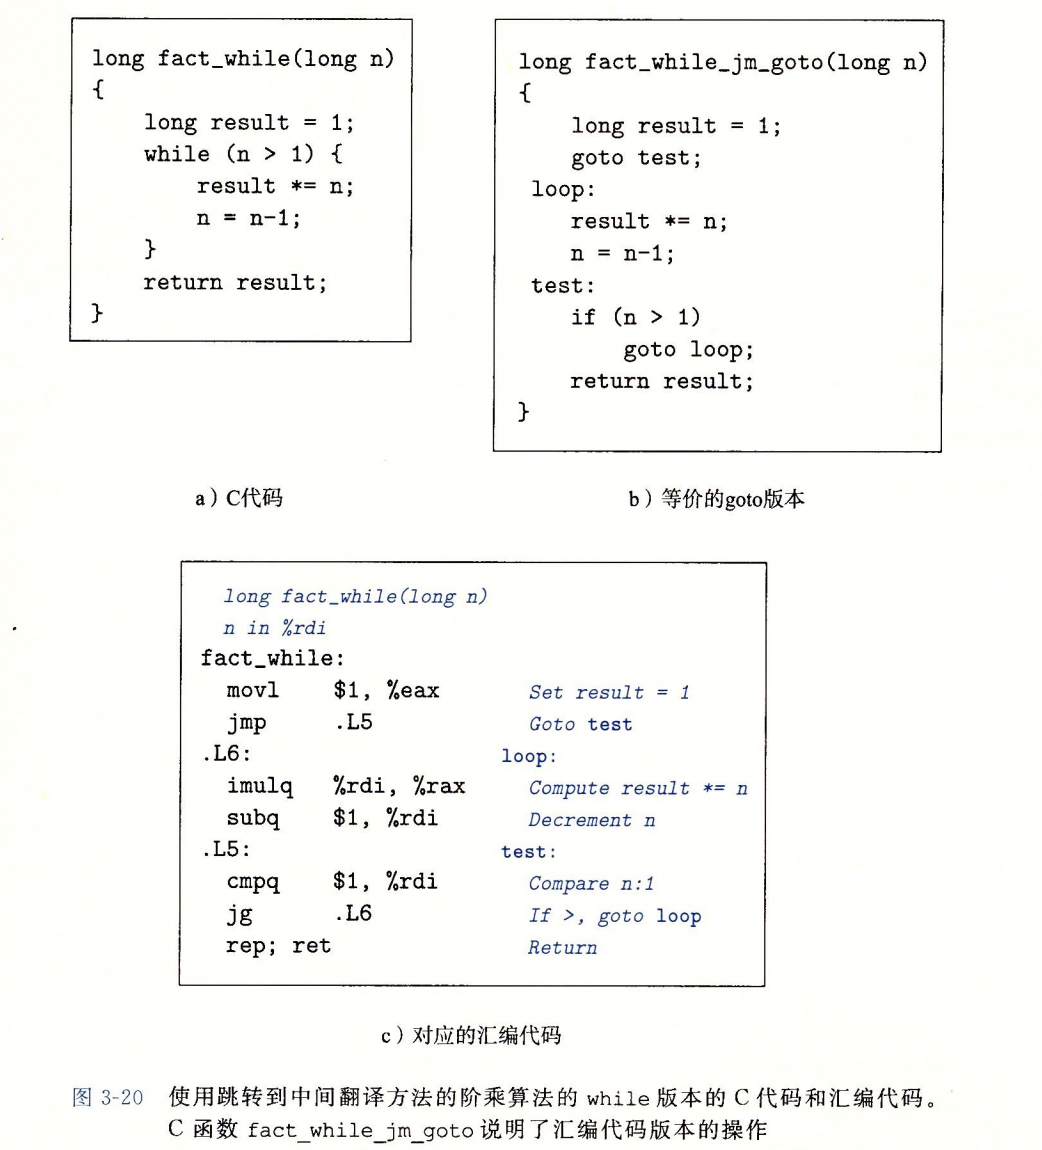 long fact_while(long n)
{
    long result = 1;
    while (n > 1) {
        result *= n;
        n = n-1;
    }
    return result;
}
a）C代码
long fact_while_jm_goto(long n)
{
    long result = 1;
    goto test;
 loop:
    result *= n;
    n = n-1;
 test:
    if (n > 1)
        goto loop;
    return result;
}
b）等价的goto版本
long fact_while(long n)
n in %rdi
fact_while:
  movl    $1, %eax    Set result = 1
  jmp     .L5    Goto test
.L6:    loop:
  imulq   %rdi, %rax    Compute result *= n
  subq    $1, %rdi    Decrement n
.L5:    test:
  cmpq    $1, %rdi    Compare n:1
  jg      .L6    If >, goto loop
  rep; ret    Return
c）对应的汇编代码
图 3-20 使用跳转到中间翻译方法的阶乘算法的 while 版本的 C 代码和汇编代码。
C 函数 fact_while_jm_goto 说明了汇编代码版本的操作